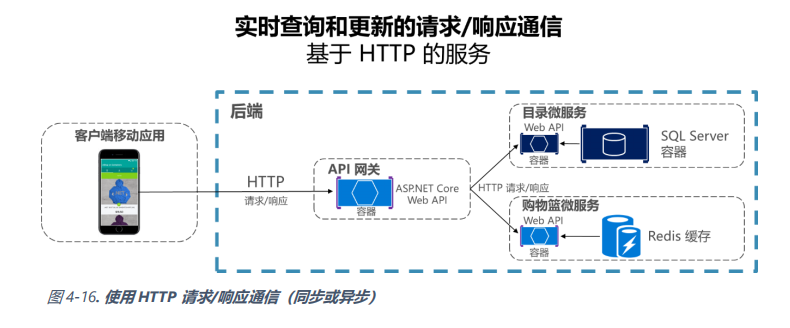 实时查询和更新的请求/响应通信
基于 HTTP 的服务
后端
客户端移动应用
HTTP
请求/响应
API 网关
ASP.NET Core
Web API
容器
HTTP 请求/响应
目录微服务
Web API
容器
SQL Server
容器
购物篮微服务
Web API
容器
Redis 缓存
图 4-16. 使用 HTTP 请求/响应通信（同步或异步）